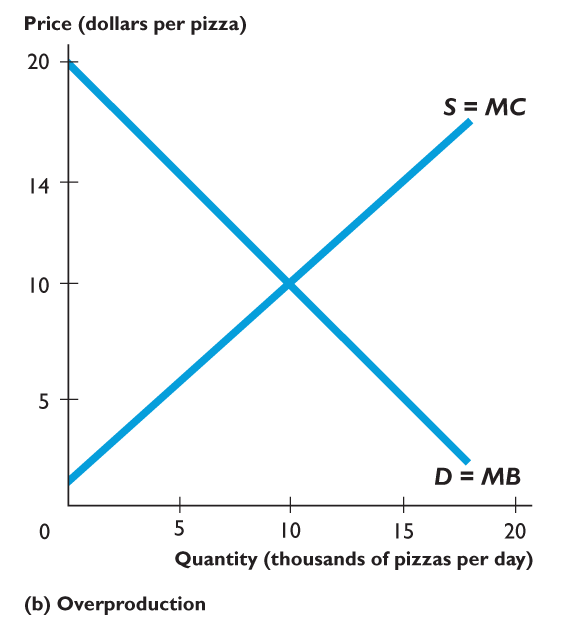 Price (dollars per pizza)
20
S = MC
14
10
5
D = MB
0
5
10
15
20
Quantity (thousands of pizzas per day)
(b) Overproduction